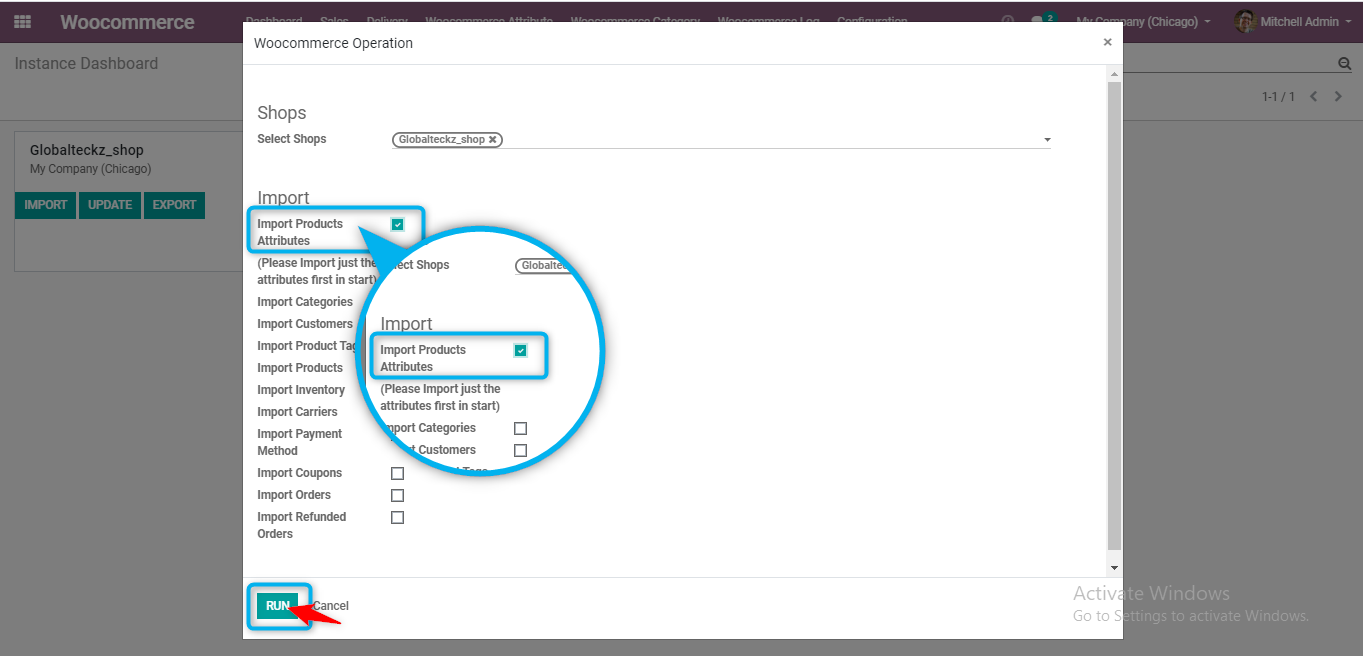 Woocommerce Dashboard Sales Delivery Woocommerce Attribute Woocommerce Category Woocommerce Log Configuration 2 My Company (Chicago) Mitchell Admin
Woocommerce Operation ×
Instance Dashboard
1-1 / 1
Shops
Select Shops Globalteckz_shop
Globalteckz_shop
My Company (Chicago)
IMPORT UPDATE EXPORT
Import
Import Products
Attributes
(Please Import just the
attributes first in start)
Import Categories
Import Customers
Import Product Tag
Import Products
Import Inventory
Import Carriers
Import Payment
Method
Import Coupons
Import Orders
Import Refunded
Orders
ect Shops Globaltec
Import
Import Products
Attributes
(Please Import just the
attributes first in start)
mport Categories
t Customers
Tags
RUN Cancel
Activate Windows
Go to Settings to activate Windows.